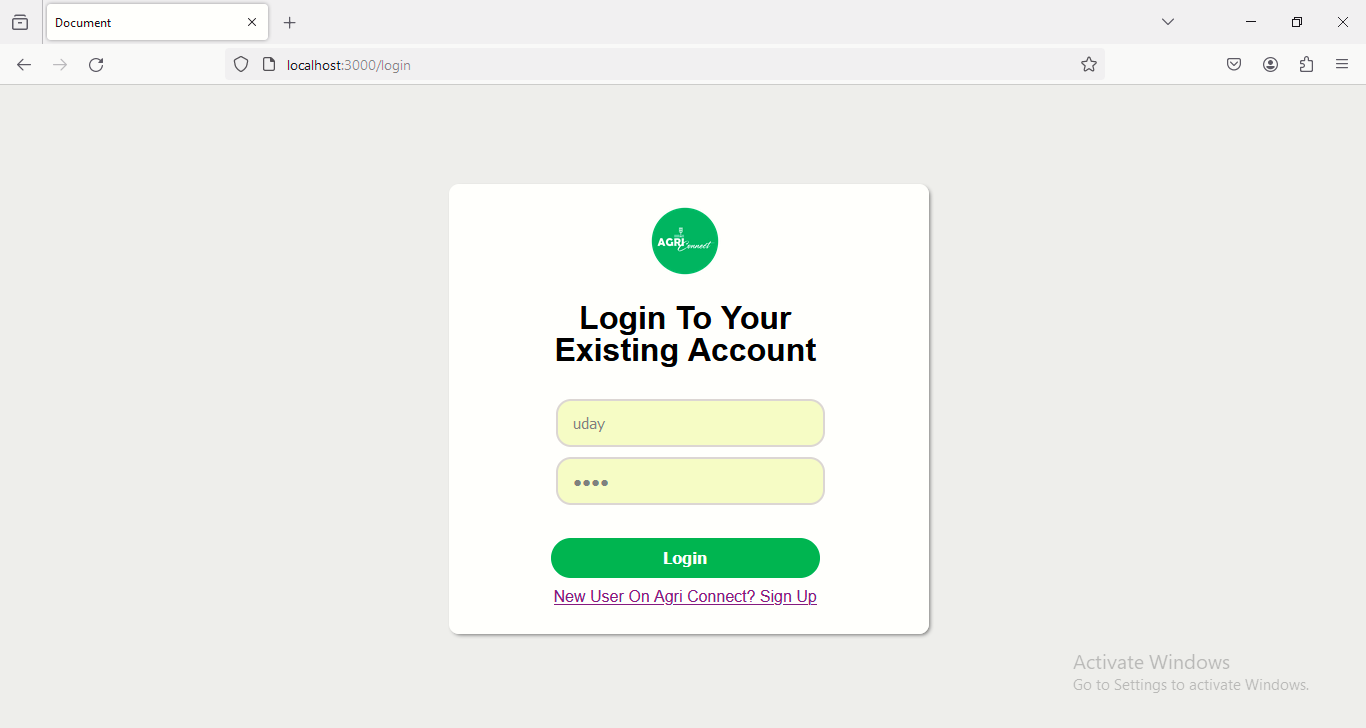 Document
localhost:3000/login
AGRI Connect
Login To Your
Existing Account
uday
••••
Login
New User On Agri Connect? Sign Up
Activate Windows
Go to Settings to activate Windows.